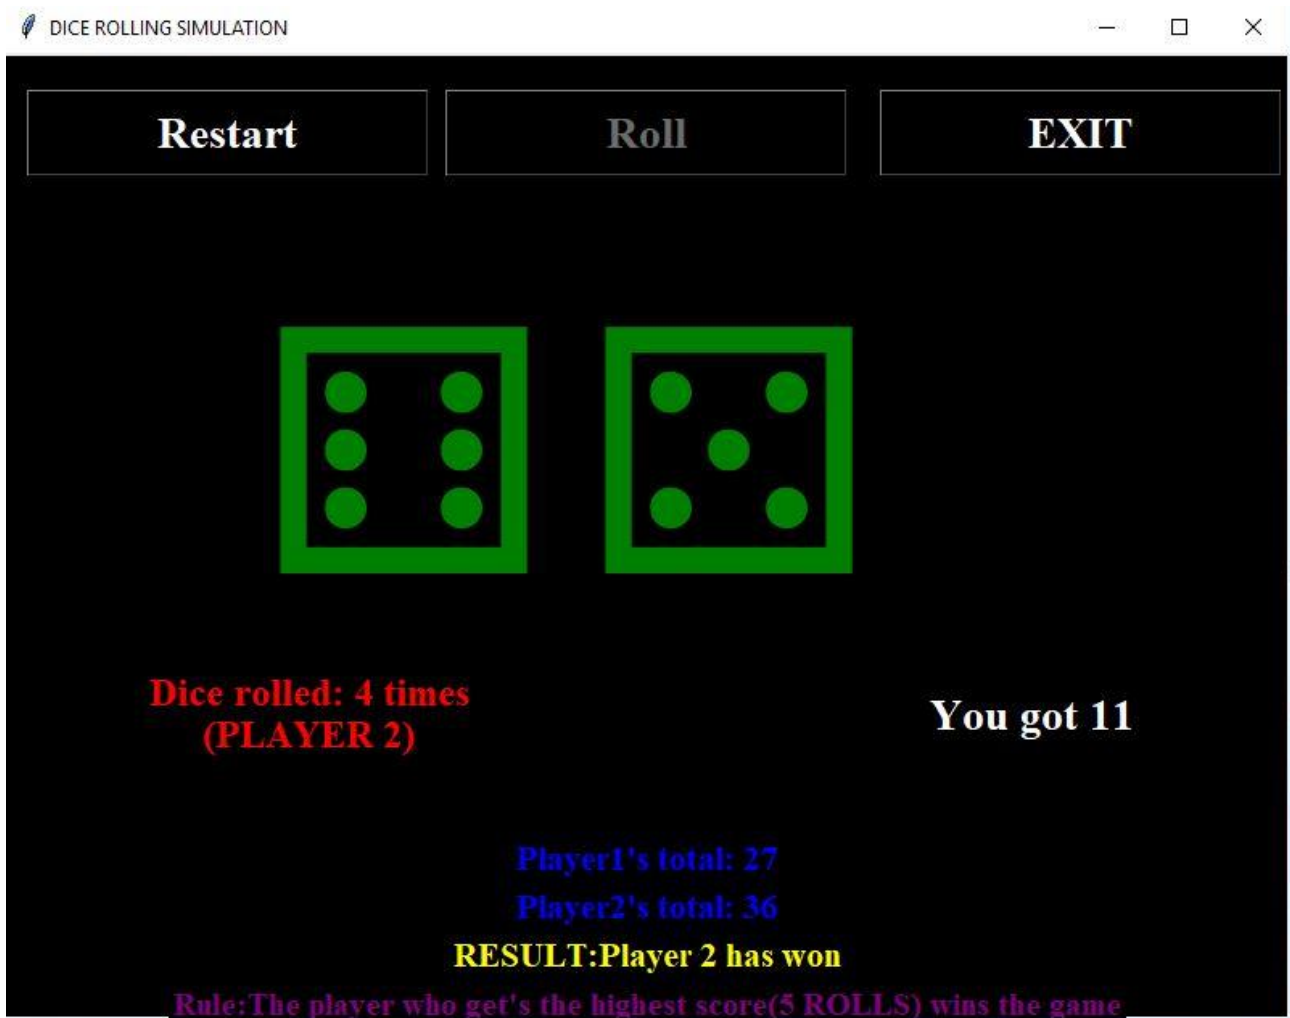 DICE ROLLING SIMULATION
Restart
Roll
EXIT
Dice rolled: 4 times
(PLAYER 2)
You got 11
Player1's total: 27
Player2's total: 36
RESULT:Player 2 has won
Rule:The player who get's the highest score(5 ROLLS) wins the game